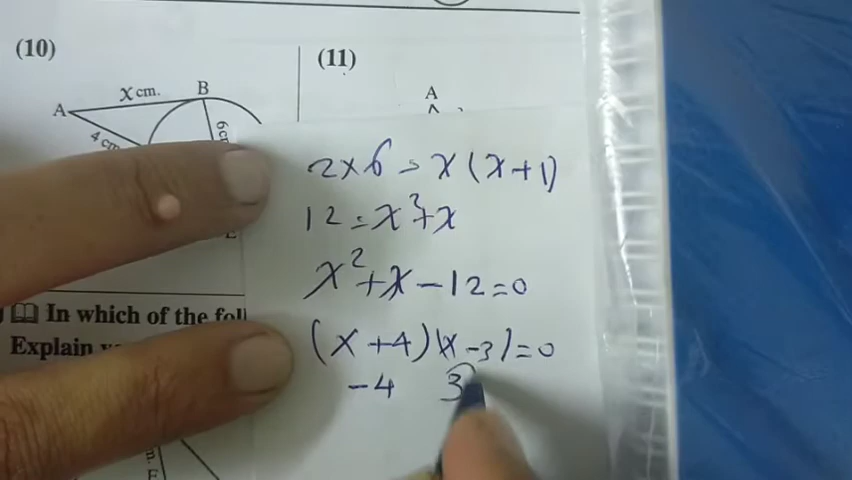 (10)
(11)
A
x cm.
B
A
4 cm
6c
2 x 6 = x (x + 1)
12 = x² + x
x² + x - 12 = 0
In which of the fol
(x + 4) (x - 3) = 0
Explain
-4 3
E